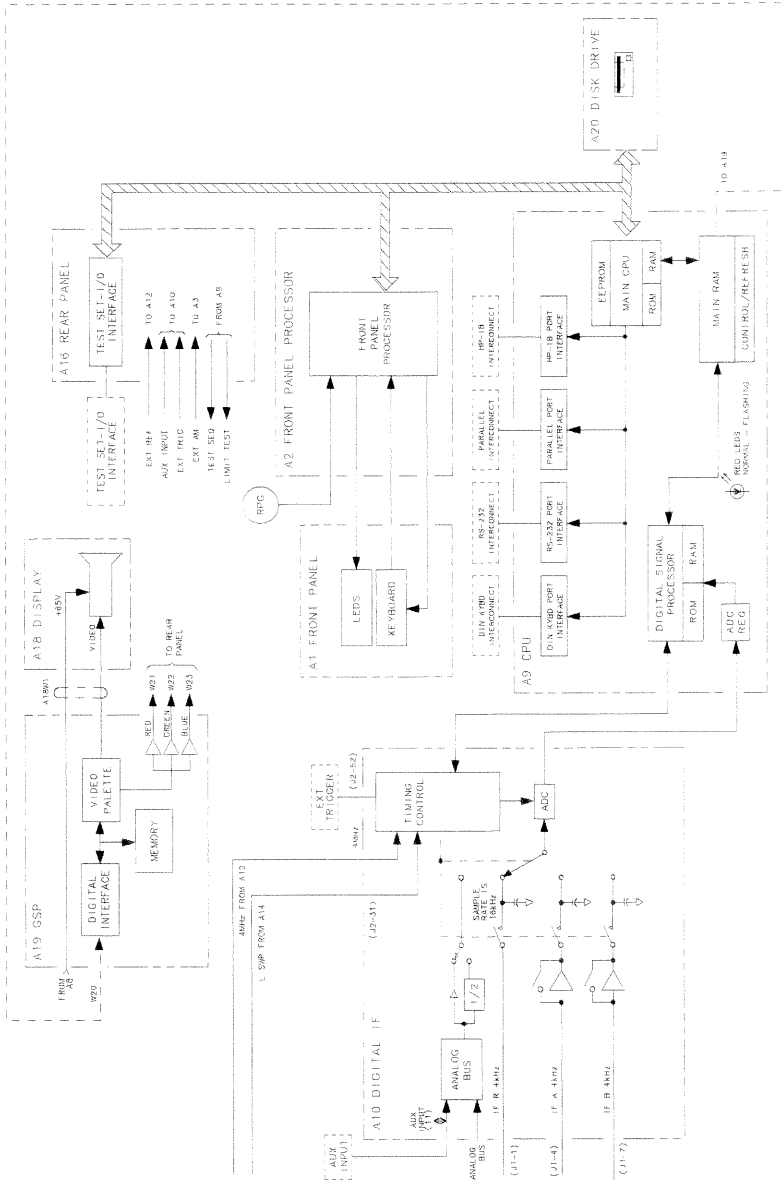 A20 DISK DRIVE
A16 REAR PANEL
TEST SET-I/O
INTERFACE
TEST SET-I/O
INTERFACE
EXT REF
TO A12
AUX INPUT
TO A10
EXT TRIG
EXT AM
TO A3
TEST SEQ
FROM A9
LIMIT TEST
A2 FRONT PANEL PROCESSOR
FRONT
PANEL
PROCESSOR
RPG
A1 FRONT PANEL
LEDS
KEYBOARD
A18 DISPLAY
+65V
VIDEO
A18W1
TO REAR
PANEL
RED
W21
GREEN
W22
BLUE
W23
A19 GSP
VIDEO
PALETTE
MEMORY
DIGITAL
INTERFACE
FROM
A8
W20
TO A19
A9 CPU
EEPROM
MAIN CPU
ROM
RAM
MAIN RAM
CONTROL/REFRESH
HP-IB
INTERCONNECT
HP-IB PORT
INTERFACE
PARALLEL
INTERCONNECT
PARALLEL PORT
INTERFACE
RS-232
INTERCONNECT
RS-232 PORT
INTERFACE
DIN KYBD
INTERCONNECT
DIN KYBD PORT
INTERFACE
RED LEDS
NORMAL = FLASHING
DIGITAL SIGNAL
PROCESSOR
ROM
RAM
ADC
REG
EXT
TRIGGER
(J2-52)
4MHz
TIMING
CONTROL
ADC
4MHz FROM A12
L SWP FROM A14
(J2-31)
SAMPLE
RATE IS
16kHz
A10 DIGITAL IF
1/2
ANALOG
BUS
AUX
INPUT
(11)
AUX
INPUT
ANALOG
BUS
IF R 4kHz
(J1-1)
IF A 4kHz
(J1-4)
IF B 4kHz
(J1-7)